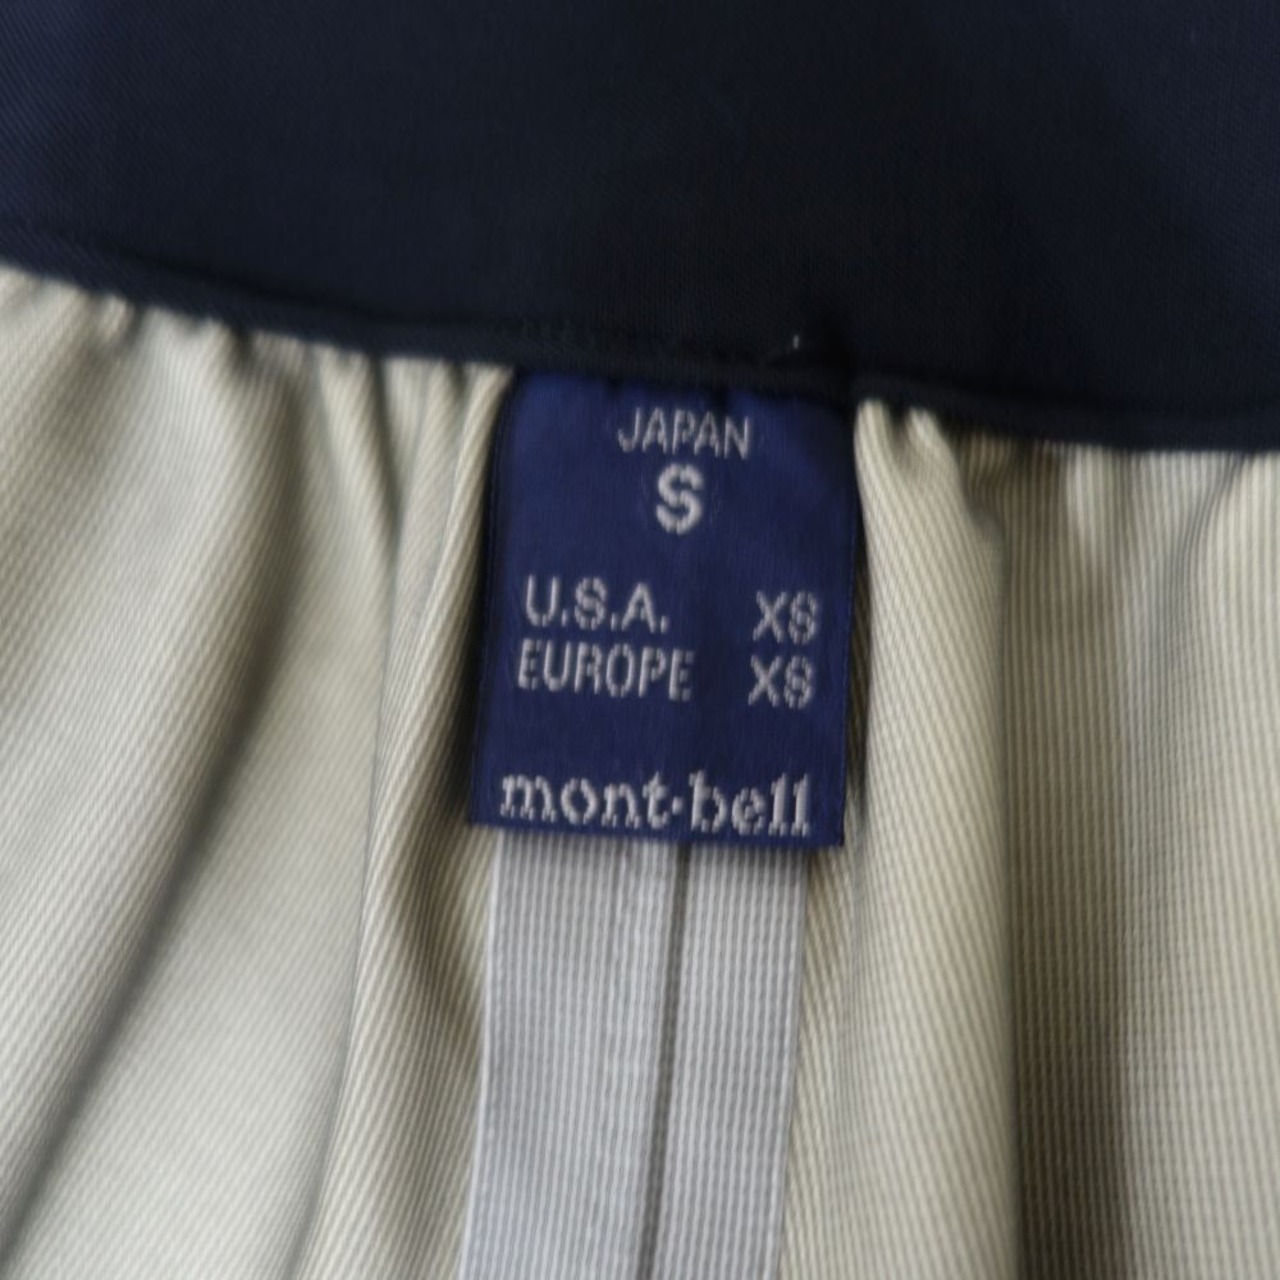 JAPAN
S
U.S.A. XS
EUROPE XS
mont·bell